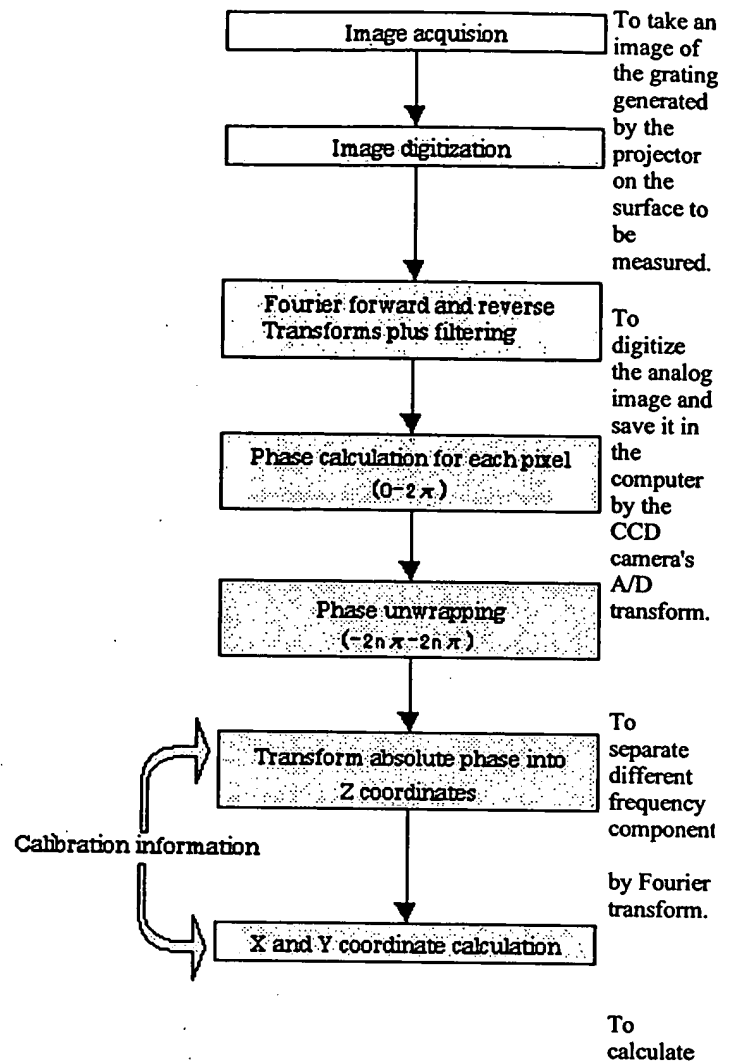 Image acquision
Image digitization
Fourier forward and reverse
Transforms plus filtering
Phase calculation for each pixel
(0-2π)
Phase unwrapping
(-2nπ-2nπ)
Transform absolute phase into
Z coordinates
Calibration information
X and Y coordinate calculation
To take an
image of
the grating
generated
by the
projector
on the
surface to
be
measured.
To
digitize
the analog
image and
save it in
the
computer
by the
CCD
camera's
A/D
transform.
To
separate
different
frequency
component
by Fourier
transform.
To
calculate